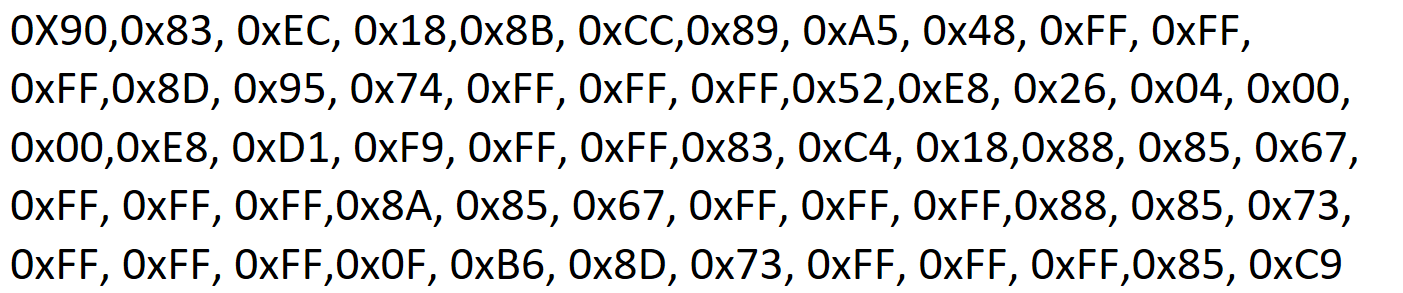 0X90,0x83, 0xEC, 0x18,0x8B, 0xCC,0x89, 0xA5, 0x48, 0xFF, 0xFF,
0xFF,0x8D, 0x95, 0x74, 0xFF, 0xFF, 0xFF,0x52,0xE8, 0x26, 0x04, 0x00,
0x00,0xE8, 0xD1, 0xF9, 0xFF, 0xFF,0x83, 0xC4, 0x18,0x88, 0x85, 0x67,
0xFF, 0xFF, 0xFF,0x8A, 0x85, 0x67, 0xFF, 0xFF, 0xFF,0x88, 0x85, 0x73,
0xFF, 0xFF, 0xFF,0x0F, 0xB6, 0x8D, 0x73, 0xFF, 0xFF, 0xFF,0x85, 0xC9